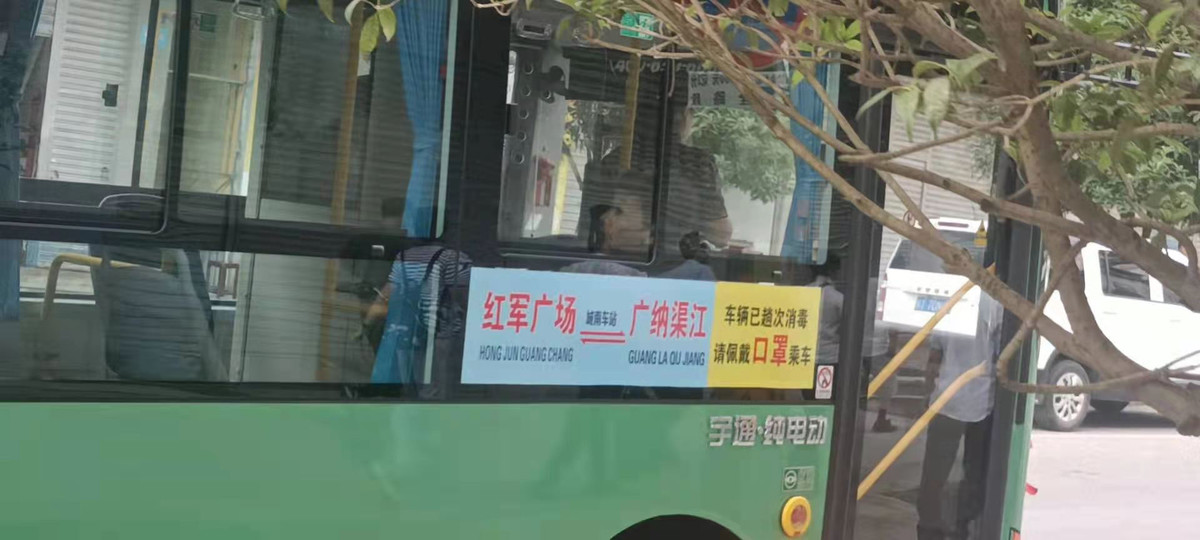 红军广场
城南车站
广纳渠江
HONG JUN GUANG CHANG
GUANG LA QU JIANG
车辆已趟次消毒
请佩戴口罩乘车
宇通·纯电动